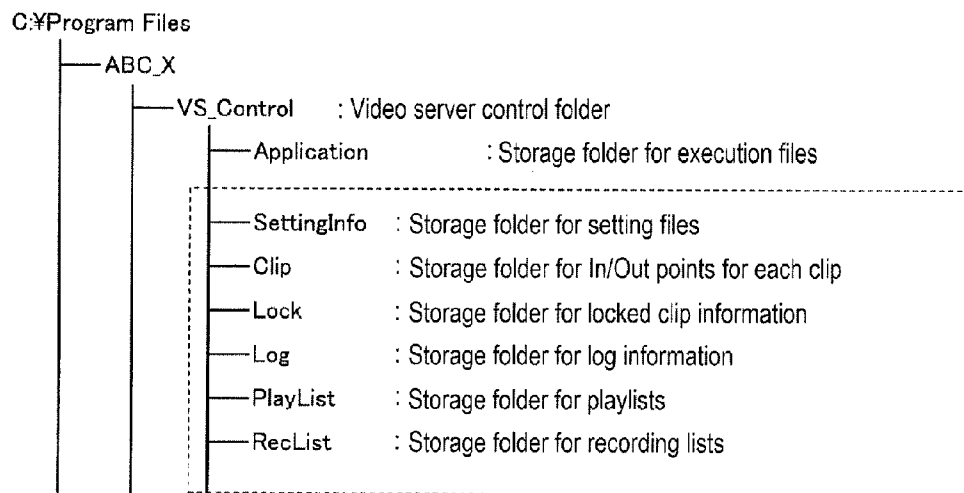 C:¥Program Files
ABC_X
VS_Control : Video server control folder
Application : Storage folder for execution files
SettingInfo : Storage folder for setting files
Clip : Storage folder for In/Out points for each clip
Lock : Storage folder for locked clip information
Log : Storage folder for log information
PlayList : Storage folder for playlists
RecList : Storage folder for recording lists